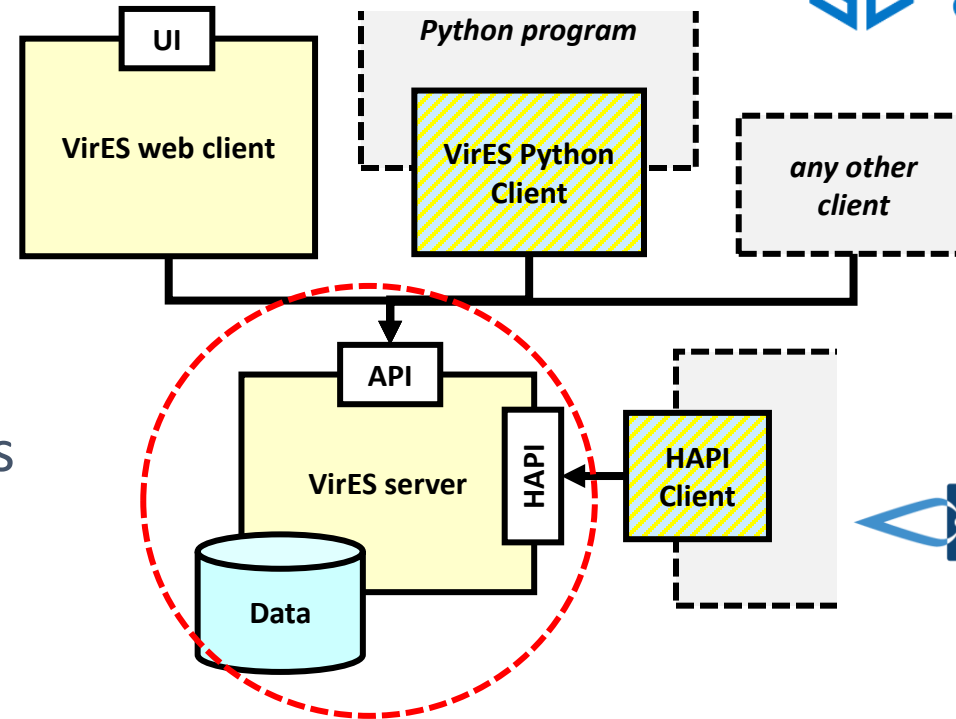 UI
Python program
VirES web client
VirES Python
Client
any other
client
API
VirES server
HAPI
HAPI
Client
Data
s